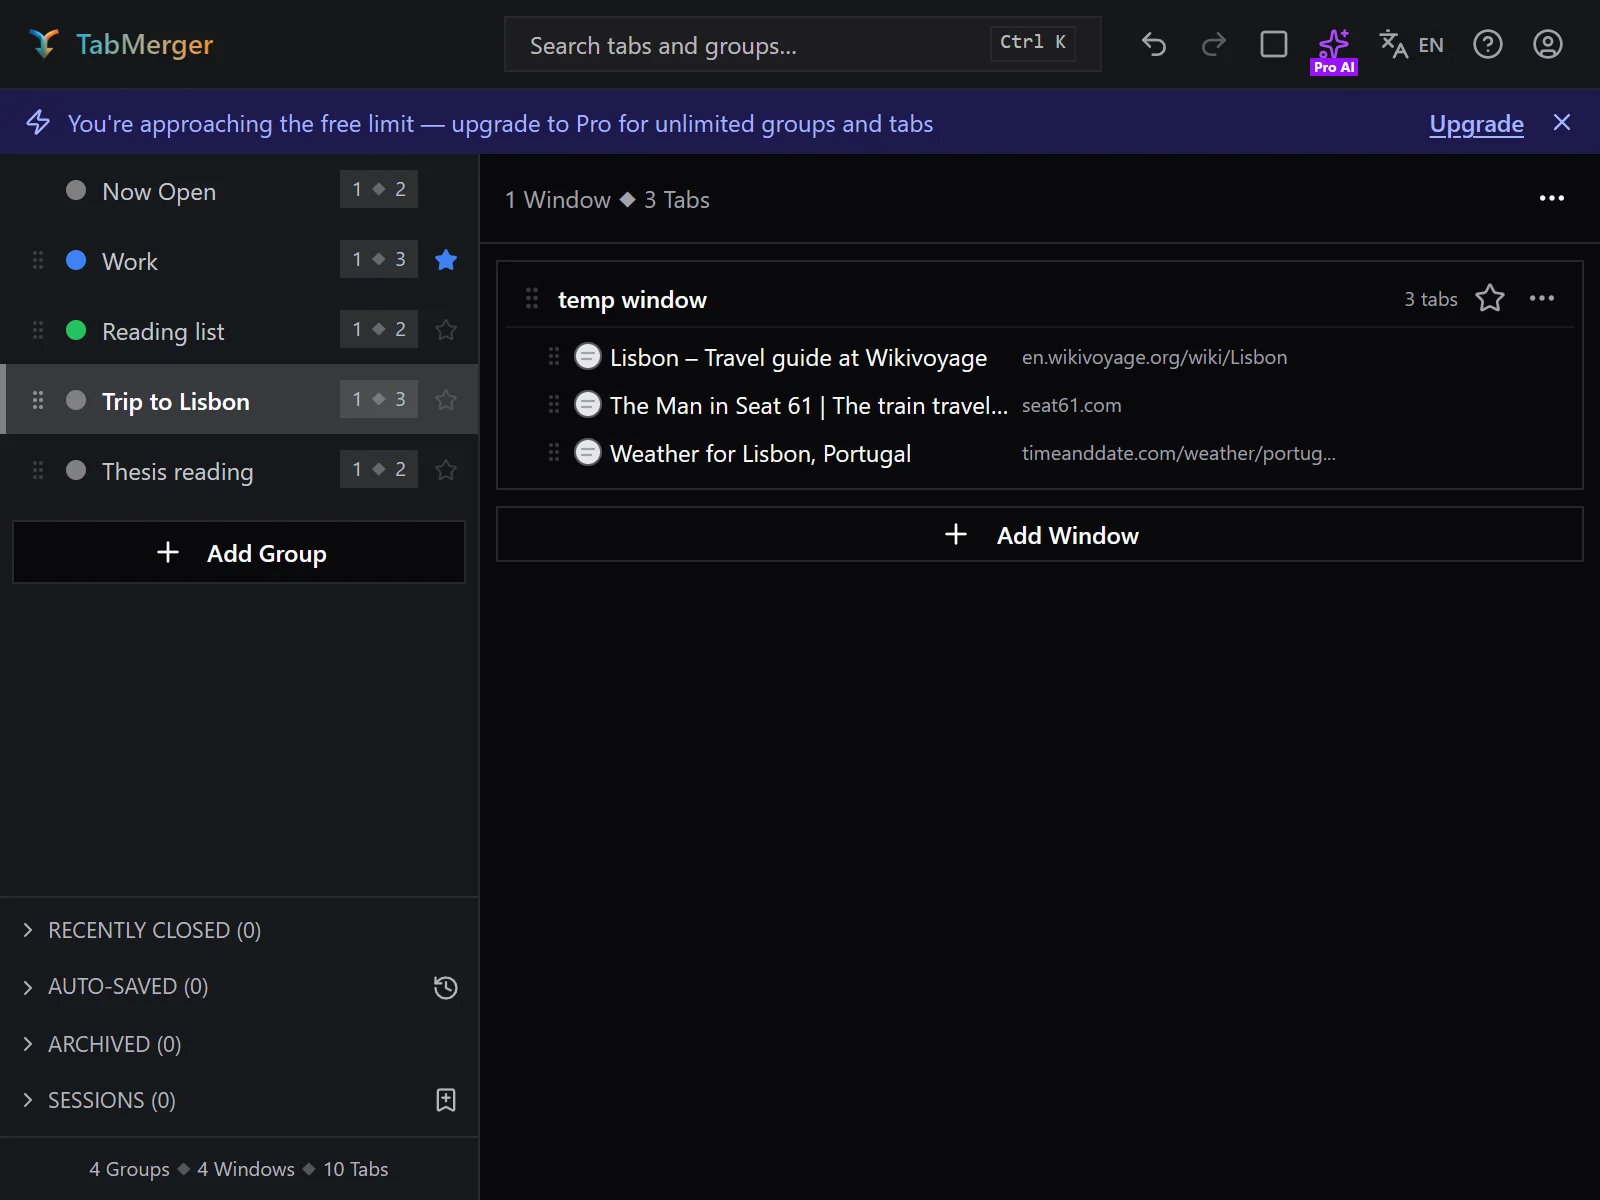 TabMerger
Search tabs and groups... Ctrl K
Pro AI
EN
You're approaching the free limit — upgrade to Pro for unlimited groups and tabs
Upgrade
Now Open 1 ◆ 2
Work 1 ◆ 3
Reading list 1 ◆ 2
Trip to Lisbon 1 ◆ 3
Thesis reading 1 ◆ 2
Add Group
RECENTLY CLOSED (0)
AUTO-SAVED (0)
ARCHIVED (0)
SESSIONS (0)
4 Groups ◆ 4 Windows ◆ 10 Tabs
1 Window ◆ 3 Tabs
temp window 3 tabs
Lisbon – Travel guide at Wikivoyage en.wikivoyage.org/wiki/Lisbon
The Man in Seat 61 | The train travel... seat61.com
Weather for Lisbon, Portugal timeanddate.com/weather/portug...
Add Window